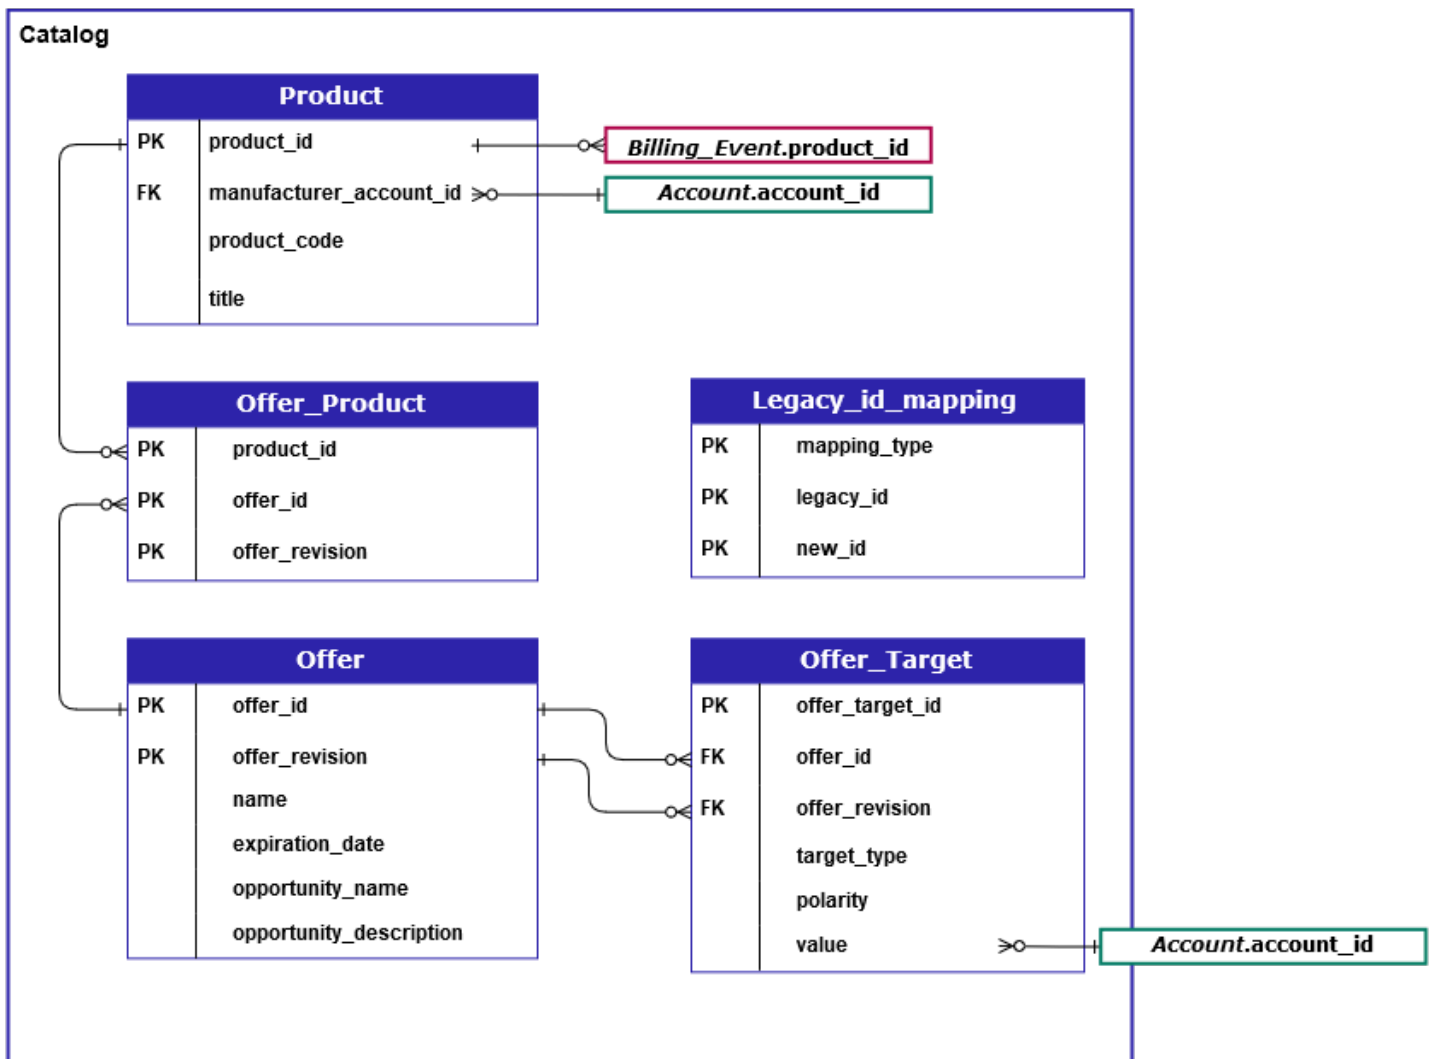 Catalog
Product
PK product_id
FK manufacturer_account_id
product_code
title
Billing_Event.product_id
Account.account_id
Offer_Product
PK product_id
PK offer_id
PK offer_revision
Legacy_id_mapping
PK mapping_type
PK legacy_id
PK new_id
Offer
PK offer_id
PK offer_revision
name
expiration_date
opportunity_name
opportunity_description
Offer_Target
PK offer_target_id
FK offer_id
FK offer_revision
target_type
polarity
value
Account.account_id